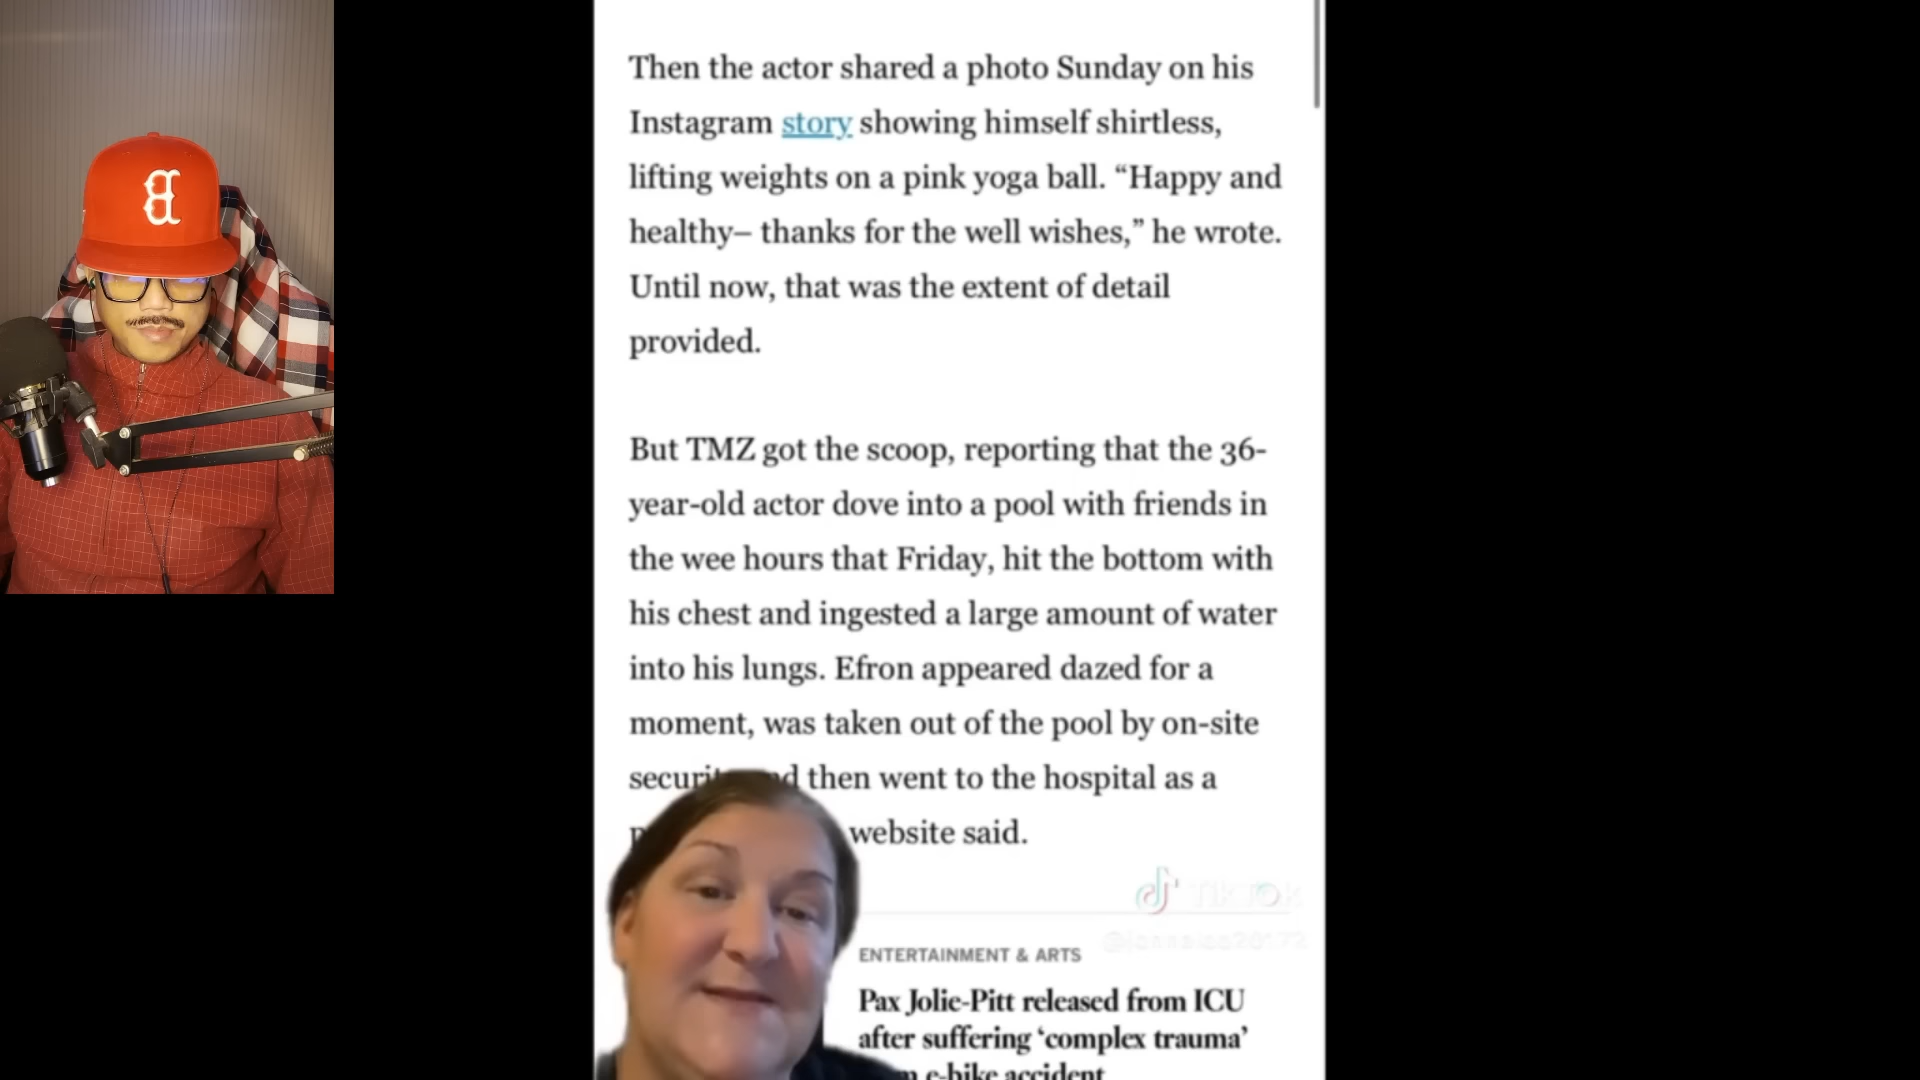 B
Then the actor shared a photo Sunday on his
Instagram story showing himself shirtless,
lifting weights on a pink yoga ball. “Happy and
healthy– thanks for the well wishes,” he wrote.
Until now, that was the extent of detail
provided.
But TMZ got the scoop, reporting that the 36-
year-old actor dove into a pool with friends in
the wee hours that Friday, hit the bottom with
his chest and ingested a large amount of water
into his lungs. Efron appeared dazed for a
moment, was taken out of the pool by on-site
then went to the hospital as a
website said.
TikTok
ENTERTAINMENT & ARTS
Pax Jolie-Pitt released from ICU
after suffering ‘complex trauma’
e-bike accident